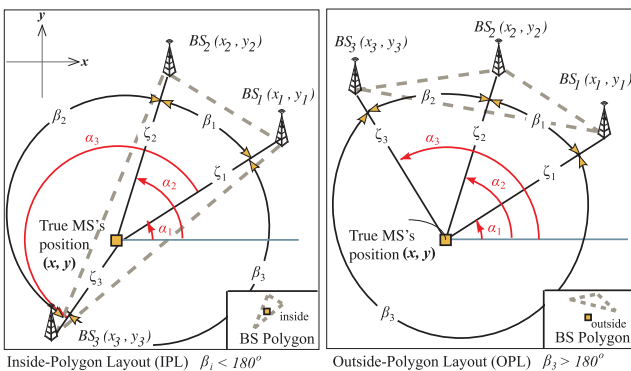 y
x
BS2 (x2 , y2)
BS1 (x1 , y1)
β2
β1
α3
ζ2
ζ1
α2
True MS's
position
(x, y)
α1
ζ3
β3
BS3 (x3 , y3)
inside
BS Polygon
Inside-Polygon Layout (IPL) βi < 180o
BS3 (x3 , y3)
BS2 (x2 , y2)
BS1 (x1 , y1)
β2
β1
ζ3
ζ2
α3
ζ1
α2
True MS's
position (x, y)
α1
β3
outside
BS Polygon
Outside-Polygon Layout (OPL) β3 > 180o